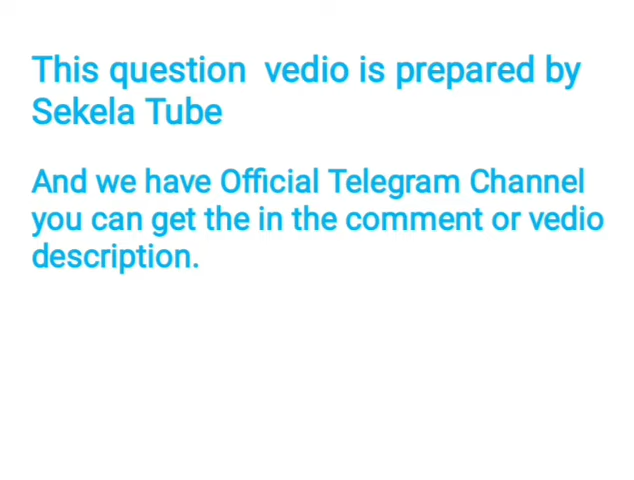 This question  vedio is prepared by
Sekela Tube
And we have Official Telegram Channel
you can get the in the comment or vedio
description.